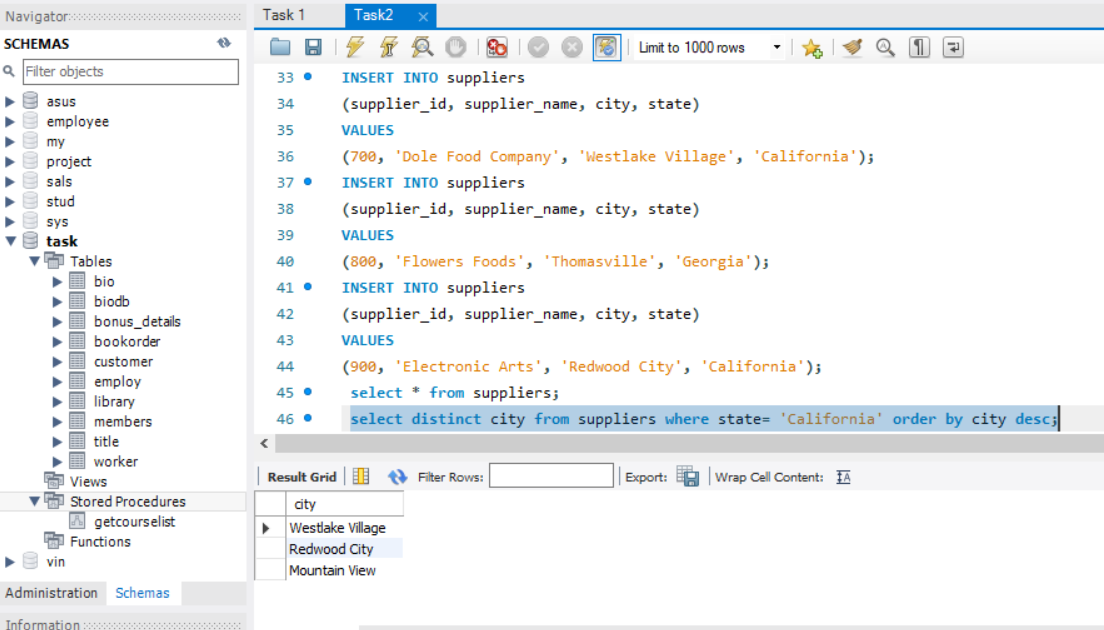 Navigator
SCHEMAS
Filter objects
asus
employee
my
project
sals
stud
sys
task
Tables
bio
biodb
bonus_details
bookorder
customer
employ
library
members
title
worker
Views
Stored Procedures
getcourselist
Functions
vin
Administration Schemas
Information
Task 1 Task2
Limit to 1000 rows
33 INSERT INTO suppliers
34 (supplier_id, supplier_name, city, state)
35 VALUES
36 (700, 'Dole Food Company', 'Westlake Village', 'California');
37 INSERT INTO suppliers
38 (supplier_id, supplier_name, city, state)
39 VALUES
40 (800, 'Flowers Foods', 'Thomasville', 'Georgia');
41 INSERT INTO suppliers
42 (supplier_id, supplier_name, city, state)
43 VALUES
44 (900, 'Electronic Arts', 'Redwood City', 'California');
45 select * from suppliers;
46 select distinct city from suppliers where state= 'California' order by city desc;
Result Grid Filter Rows: Export: Wrap Cell Content:
city
Westlake Village
Redwood City
Mountain View